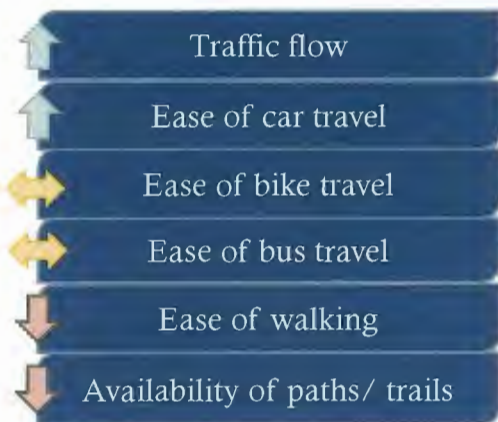 Traffic flow
Ease of car travel
Ease of bike travel
Ease of bus travel
Ease of walking
Availability of paths/ trails